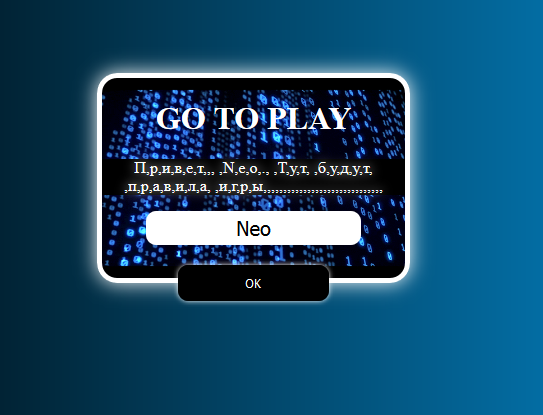 GO TO PLAY
П,р,и,в,е,т,,, ,N,e,o,.,. ,Т,у,т, ,б,у,д,у,т,
,п,р,а,в,и,л,а, ,и,г,р,ы,,,,,,,,,,,,,,,,,,,,,,,,,,,,,,
Neo
OK